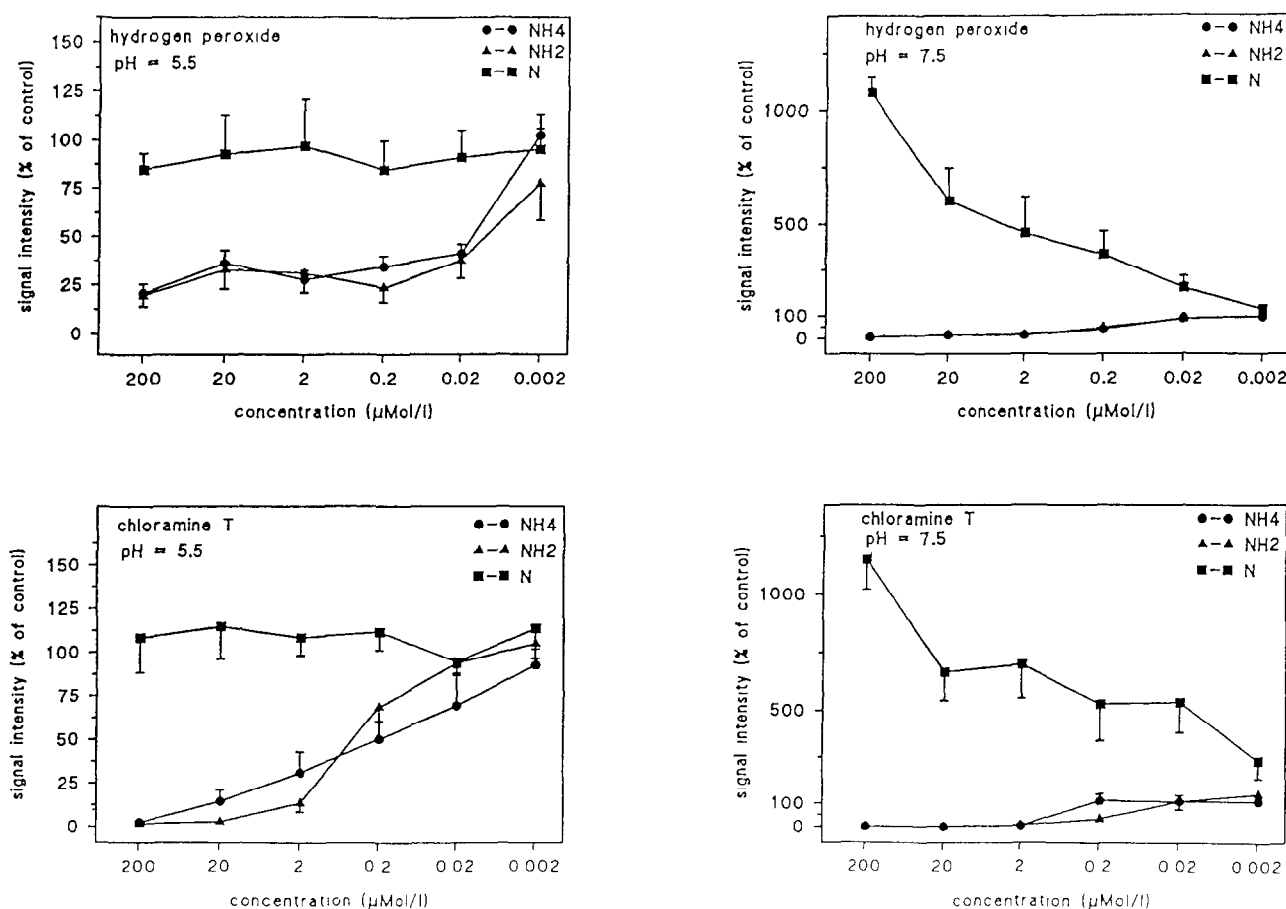 hydrogen peroxide
pH = 5.5
NH4
NH2
N
signal intensity (% of control)
150
125
100
75
50
25
0
200 20 2 0.2 0.02 0.002
concentration (µMol/l)
hydrogen peroxide
pH = 7.5
NH4
NH2
N
signal intensity (% of control)
1000
500
100
0
200 20 2 0.2 0.02 0.002
concentration (µMol/l)
chloramine T
pH = 5.5
NH4
NH2
N
signal intensity (% of control)
150
125
100
75
50
25
0
200 20 2 0.2 0.02 0.002
concentration (µMol/l)
chloramine T
pH = 7.5
NH4
NH2
N
signal intensity (% of control)
1000
500
100
0
200 20 2 0.2 0.02 0.002
concentration (µMol/l)